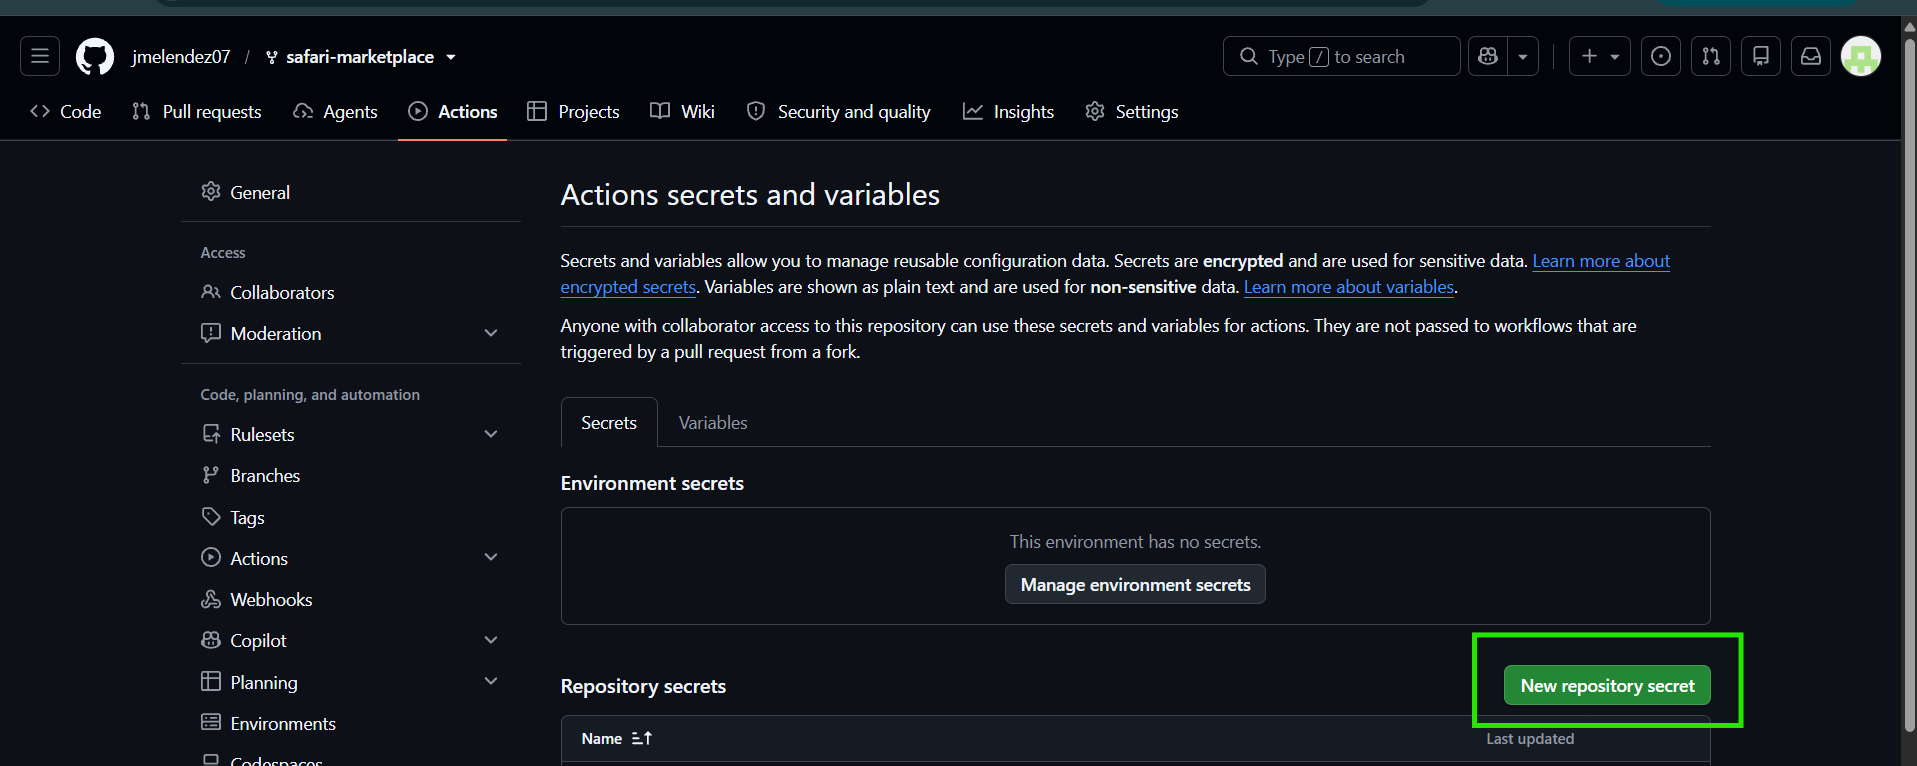 jmelendez07 / safari-marketplace
Type / to search
Code Pull requests Agents Actions Projects Wiki Security and quality Insights Settings
General
Access
Collaborators
Moderation
Code, planning, and automation
Rulesets
Branches
Tags
Actions
Webhooks
Copilot
Planning
Environments
Codespaces
Actions secrets and variables
Secrets and variables allow you to manage reusable configuration data. Secrets are encrypted and are used for sensitive data. Learn more about
encrypted secrets. Variables are shown as plain text and are used for non-sensitive data. Learn more about variables.
Anyone with collaborator access to this repository can use these secrets and variables for actions. They are not passed to workflows that are
triggered by a pull request from a fork.
Secrets Variables
Environment secrets
This environment has no secrets.
Manage environment secrets
Repository secrets
New repository secret
Name Last updated